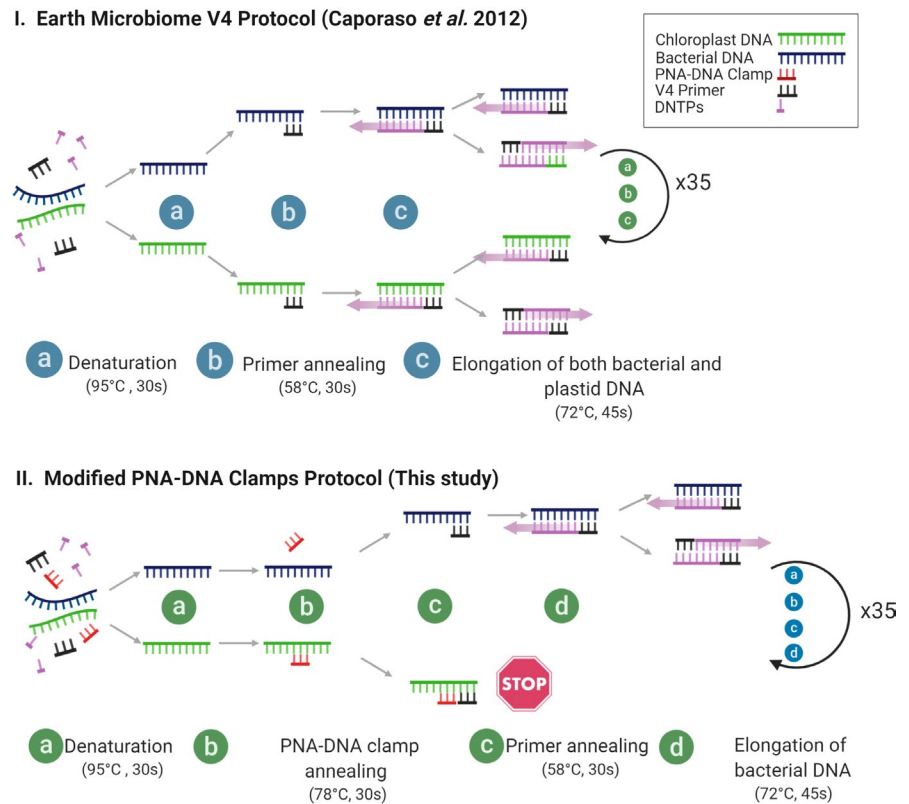 I. Earth Microbiome V4 Protocol (Caporaso et al. 2012)
Chloroplast DNA
Bacterial DNA
PNA-DNA Clamp
V4 Primer
DNTPs
a
b
c
a
b
c
x35
a Denaturation
(95°C , 30s)
b Primer annealing
(58°C, 30s)
c Elongation of both bacterial and
plastid DNA
(72°C, 45s)
II. Modified PNA-DNA Clamps Protocol (This study)
a
b
c
d
STOP
a
b
c
d
x35
a Denaturation
(95°C , 30s)
b PNA-DNA clamp
annealing
(78°C, 30s)
c Primer annealing
(58°C, 30s)
d Elongation of
bacterial DNA
(72°C, 45s)